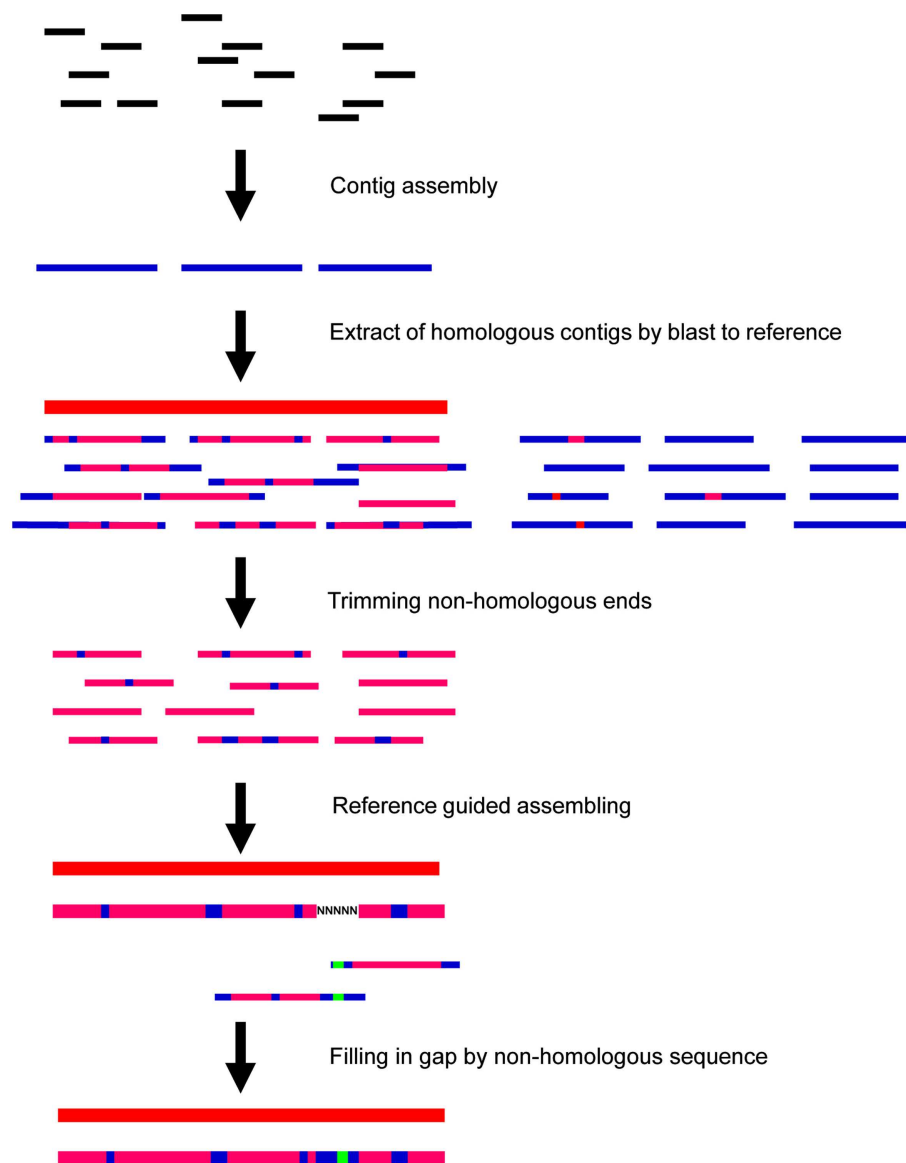 Contig assembly
Extract of homologous contigs by blast to reference
Trimming non-homologous ends
Reference guided assembling
NNNNN
Filling in gap by non-homologous sequence